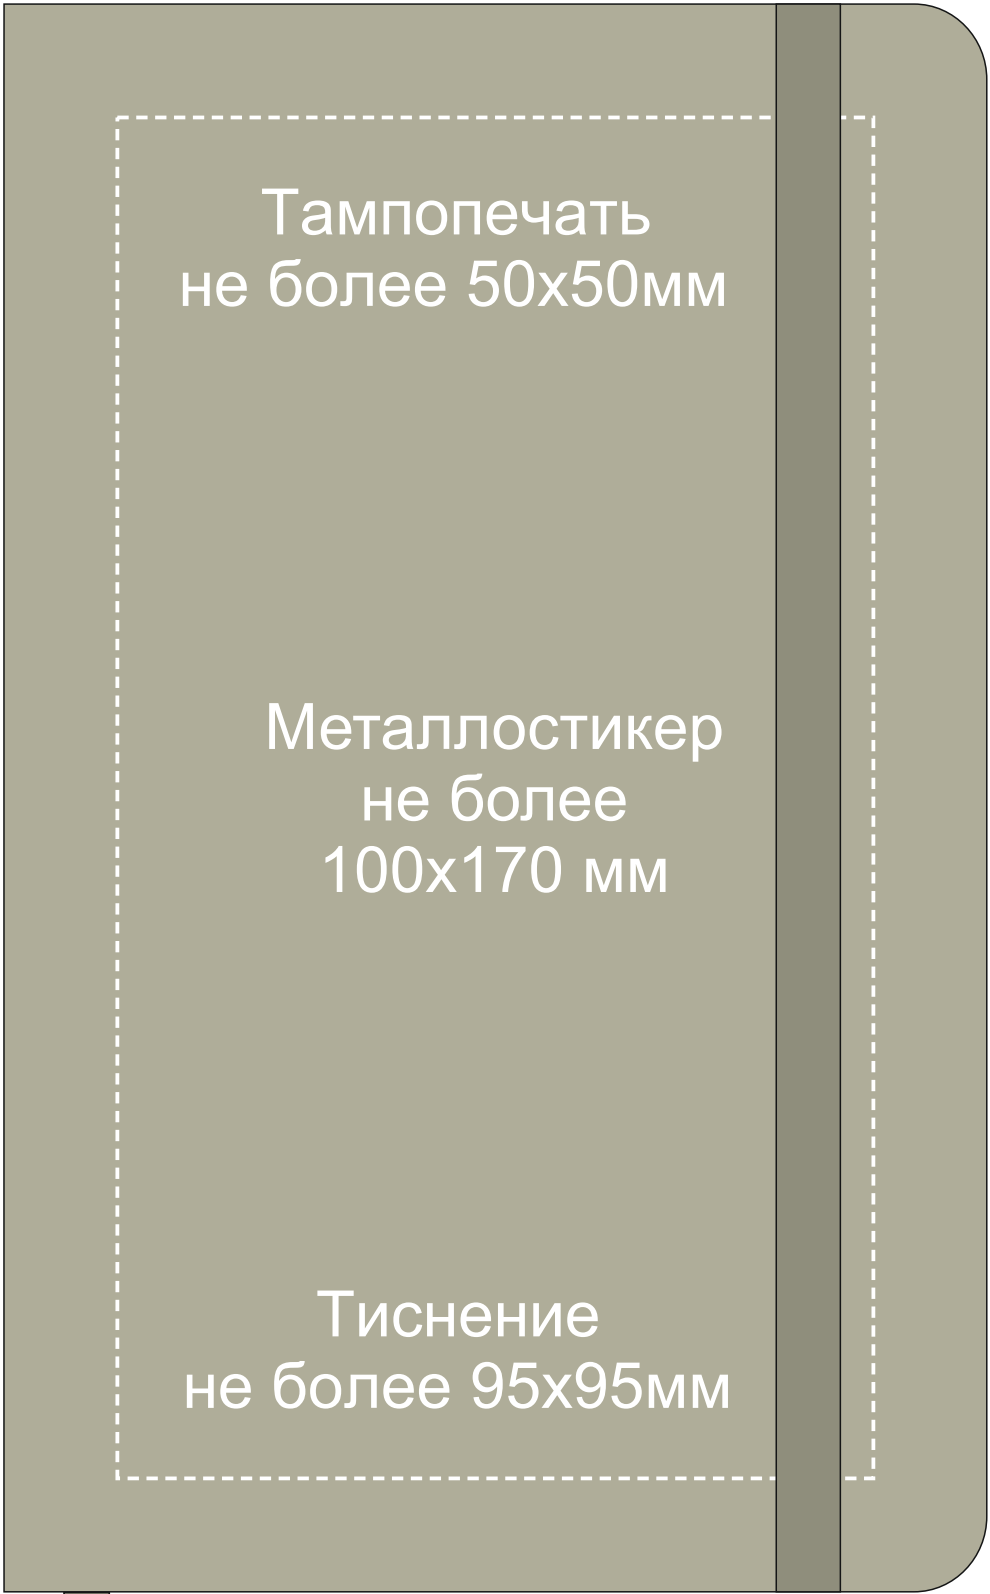 Тампопечать
не более 50х50мм
Металлостикер
не более
100х170 мм
Тиснение
не более 95х95мм